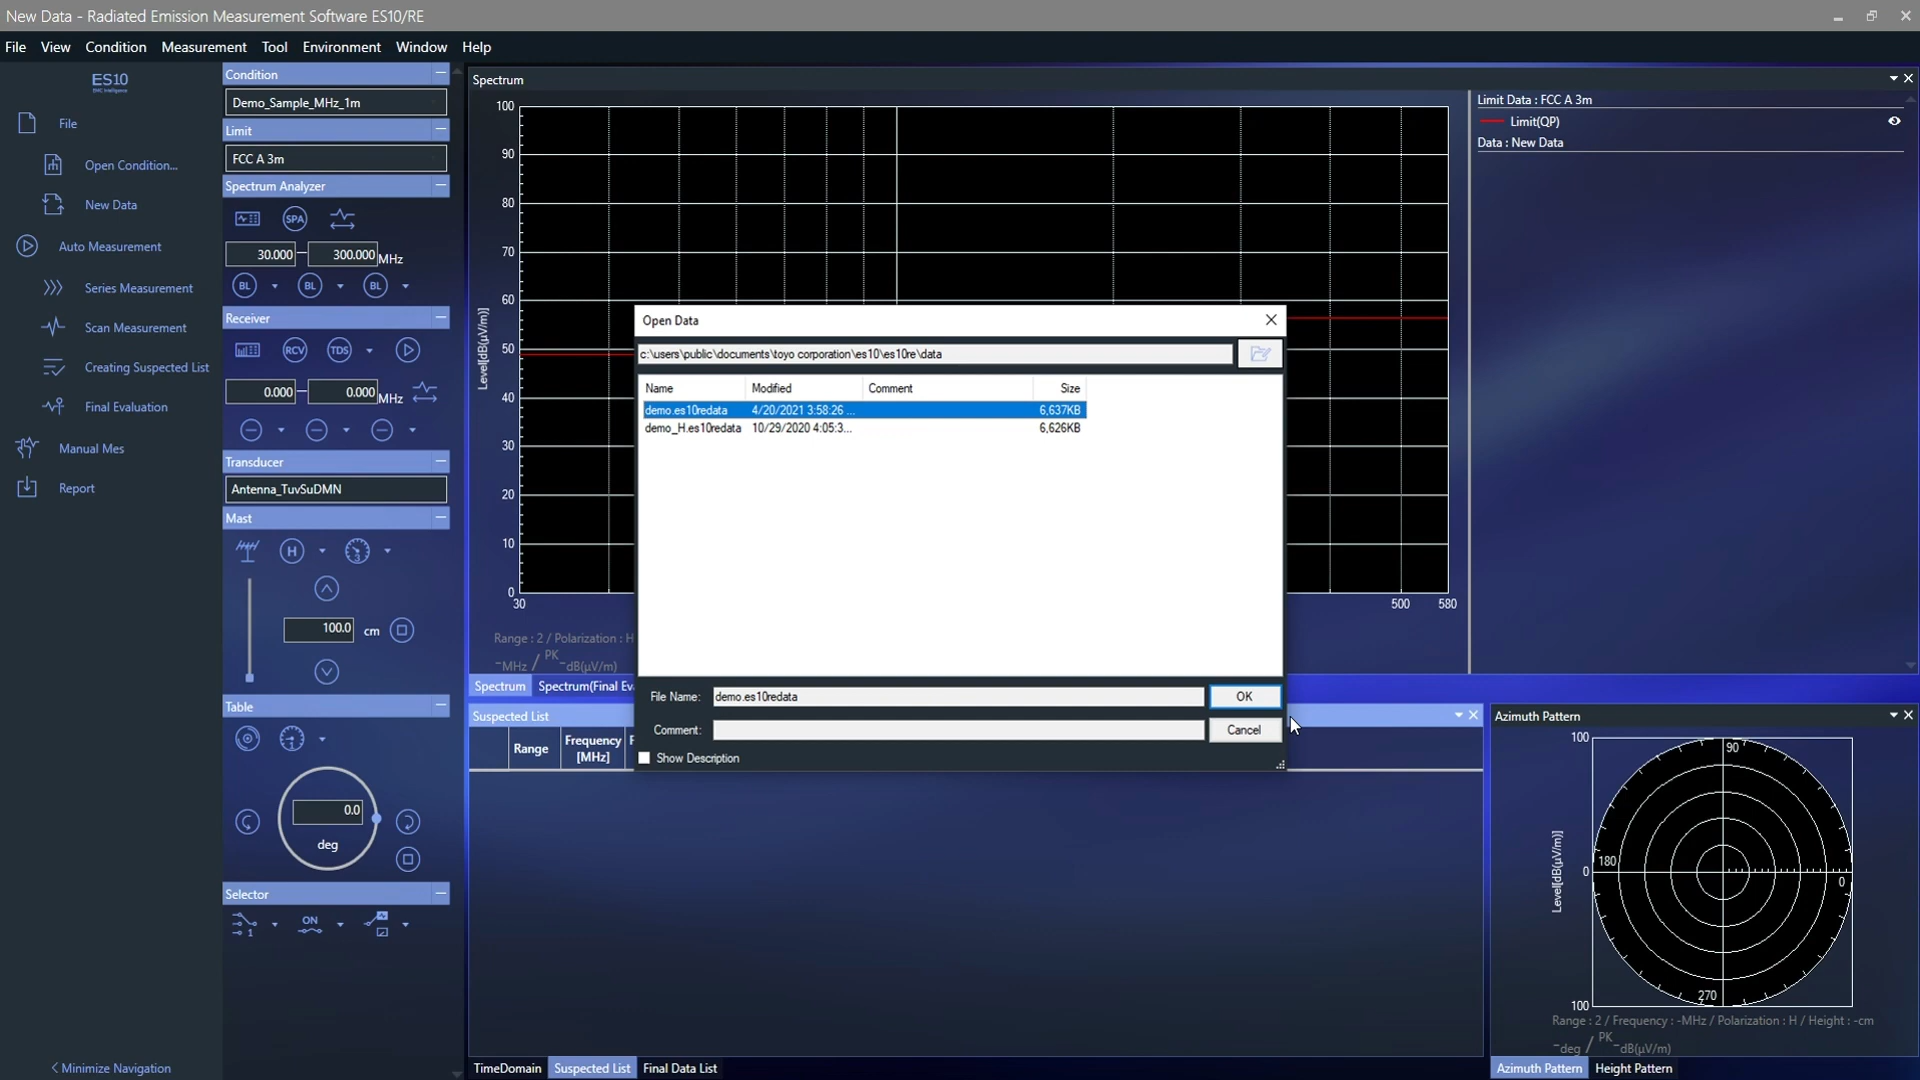 New Data - Radiated Emission Measurement Software ES10/RE
File View Condition Measurement Tool Environment Window Help
ES10
EMC Intelligence
File
Open Condition...
New Data
Auto Measurement
Series Measurement
Scan Measurement
Creating Suspected List
Final Evaluation
Manual Mes
Report
< Minimize Navigation
Condition
Demo_Sample_MHz_1m
Limit
FCC A 3m
Spectrum Analyzer
SPA
30.000 - 300.000 MHz
BL BL BL
Receiver
RCV TDS
0.000 - 0.000 MHz
Transducer
Antenna_TuvSuDMN
Mast
H 3
100.0 cm
Table
1
0.0
deg
Selector
1 ON
Spectrum
Level[dB(μV/m)]
100
90
80
70
60
50
40
30
20
10
0
30 500 580
Range : 2 / Polarization : H
-MHz / PK -dB(μV/m)
Spectrum Spectrum(Final Ev
Limit Data : FCC A 3m
Limit(QP)
Data : New Data
Open Data
c:\users\public\documents\toyo corporation\es10\es10re\data
Name Modified Comment Size
demo.es10redata 4/20/2021 3:58:26 ... 6,637KB
demo_H.es10redata 10/29/2020 4:05:3... 6,626KB
File Name: demo.es10redata OK
Comment: Cancel
Show Description
Suspected List
Range Frequency [MHz]
TimeDomain Suspected List Final Data List
Azimuth Pattern
Level[dB(μV/m)]
100
0
100
90
180
0
270
Range : 2 / Frequency : -MHz / Polarization : H / Height : -cm
-deg / PK -dB(μV/m)
Azimuth Pattern Height Pattern